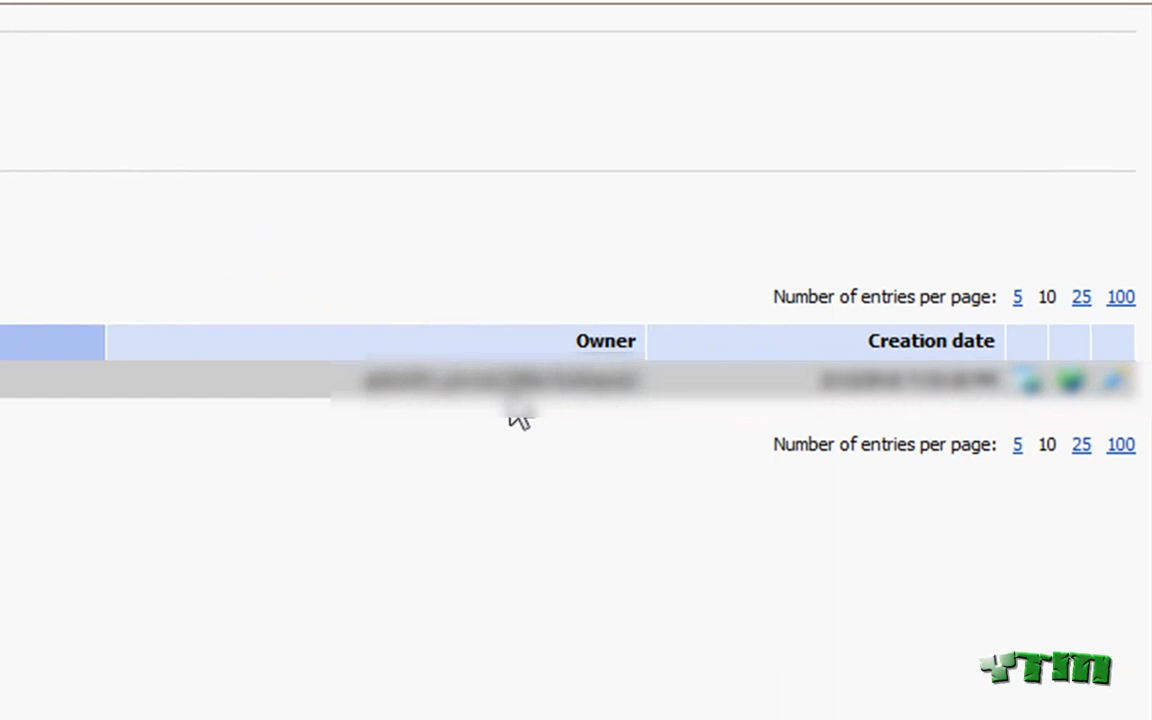 Number of entries per page: 5 10 25 100
Owner Creation date
Number of entries per page: 5 10 25 100
YTM